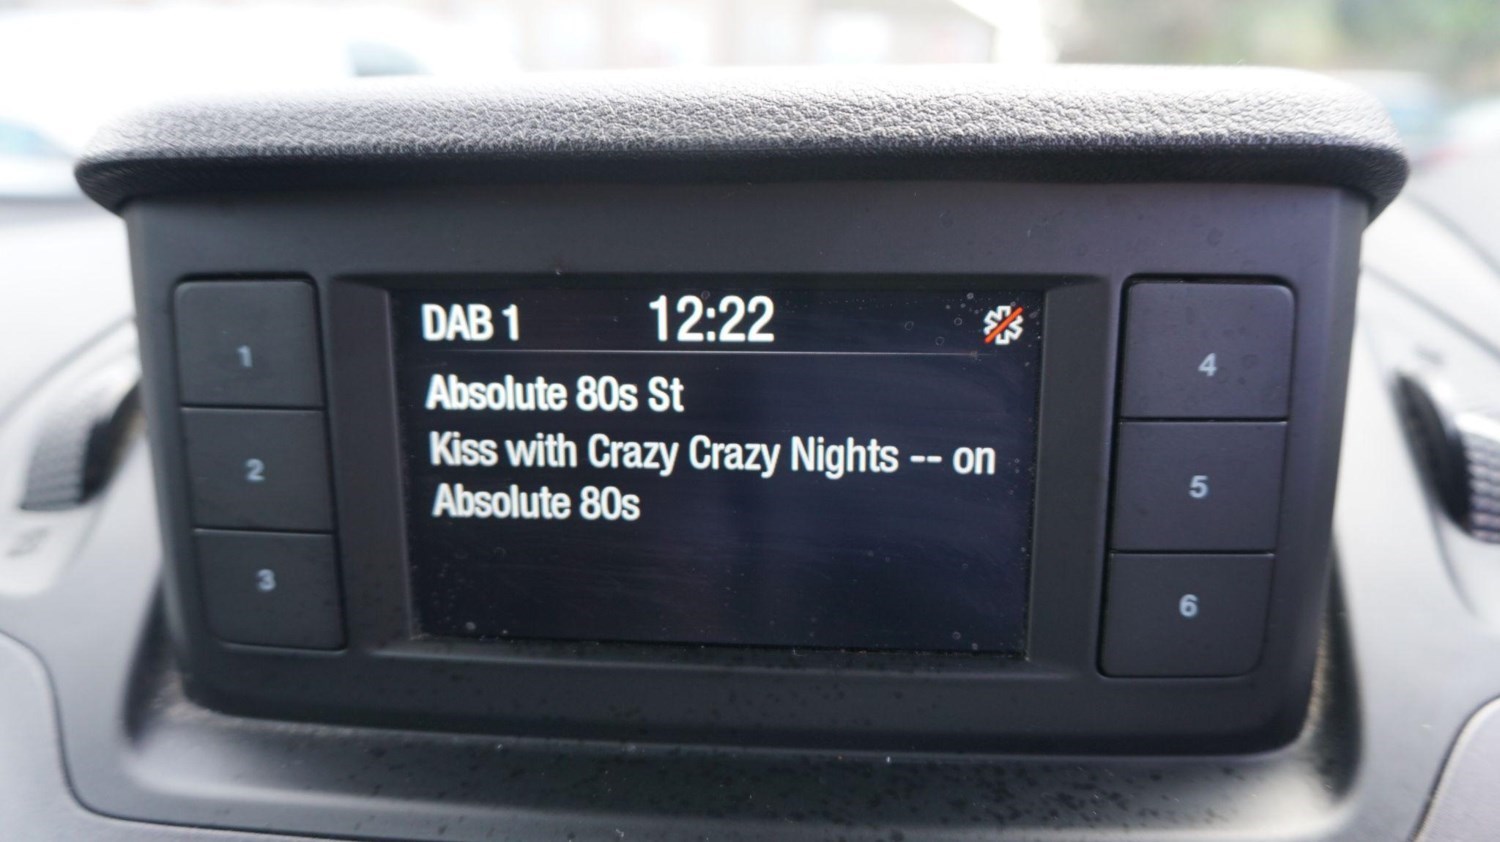 DAB 1 12:22
Absolute 80s St
Kiss with Crazy Crazy Nights -- on
Absolute 80s
1
2
3
4
5
6